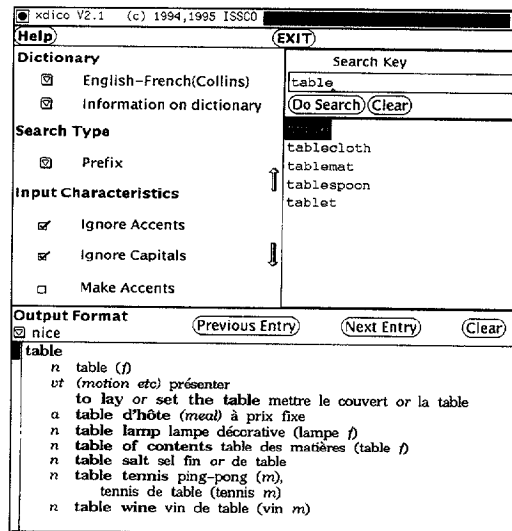 xdico V2.1 (c) 1994,1995 ISSCO
Help EXIT
Dictionary
English-French(Collins)
Information on dictionary
Search Type
Prefix
Input Characteristics
Ignore Accents
Ignore Capitals
Make Accents
Search Key
table
Do Search Clear
tablecloth
tablemat
tablespoon
tablet
Output Format
nice
Previous Entry Next Entry Clear
table
n table (f)
vt (motion etc) présenter
to lay or set the table mettre le couvert or la table
a table d'hôte (meal) à prix fixe
n table lamp lampe décorative (lampe f)
n table of contents table des matières (table f)
n table salt sel fin or de table
n table tennis ping-pong (m),
tennis de table (tennis m)
n table wine vin de table (vin m)